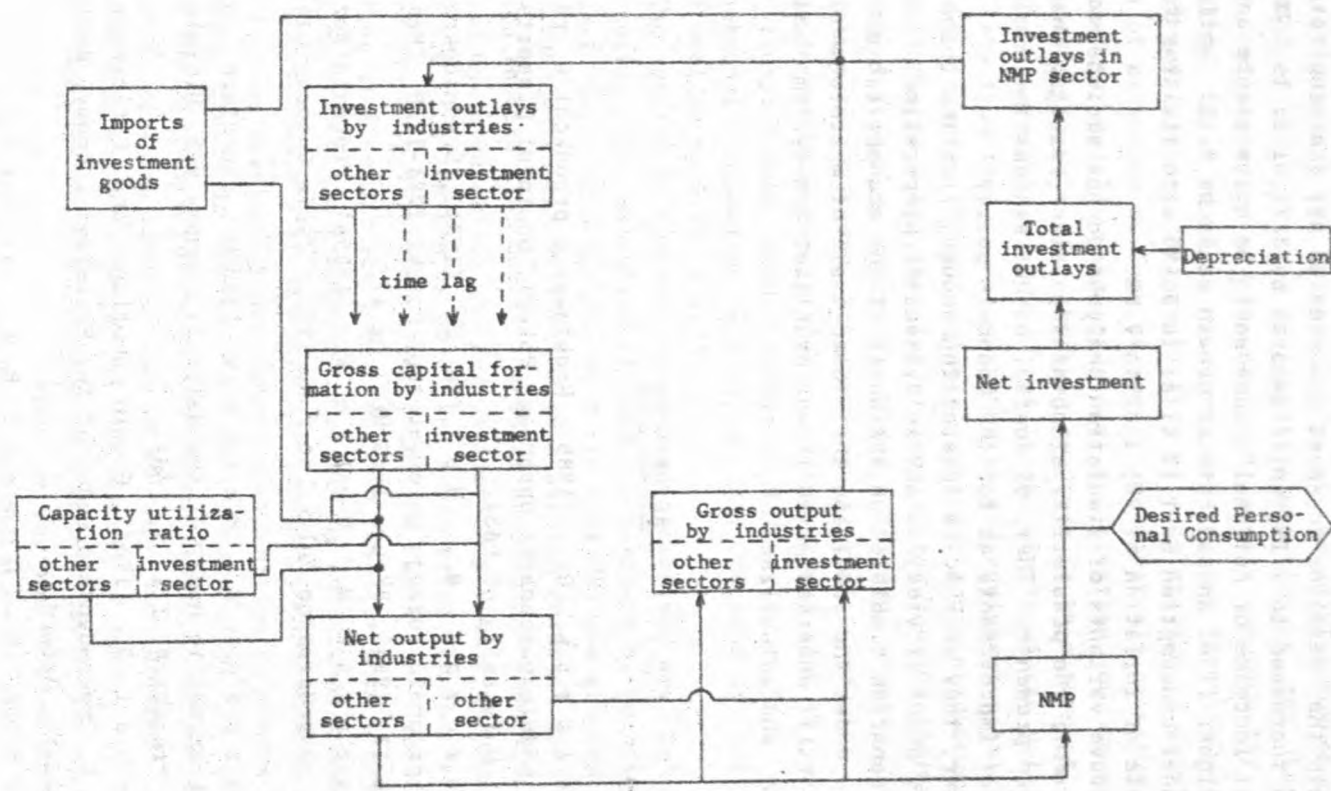 Investment
outlays in
NMP sector
Imports
of
investment
goods
Investment outlays
by industries
other
sectors
investment
sector
time lag
Total
investment
outlays
Depreciation
Gross capital for-
mation by industries
other
sectors
investment
sector
Net investment
Capacity utiliza-
tion ratio
other
sectors
investment
sector
Gross output
by industries
other
sectors
investment
sector
Desired Perso-
nal Consumption
Net output by
industries
other
sectors
other
sector
NMP